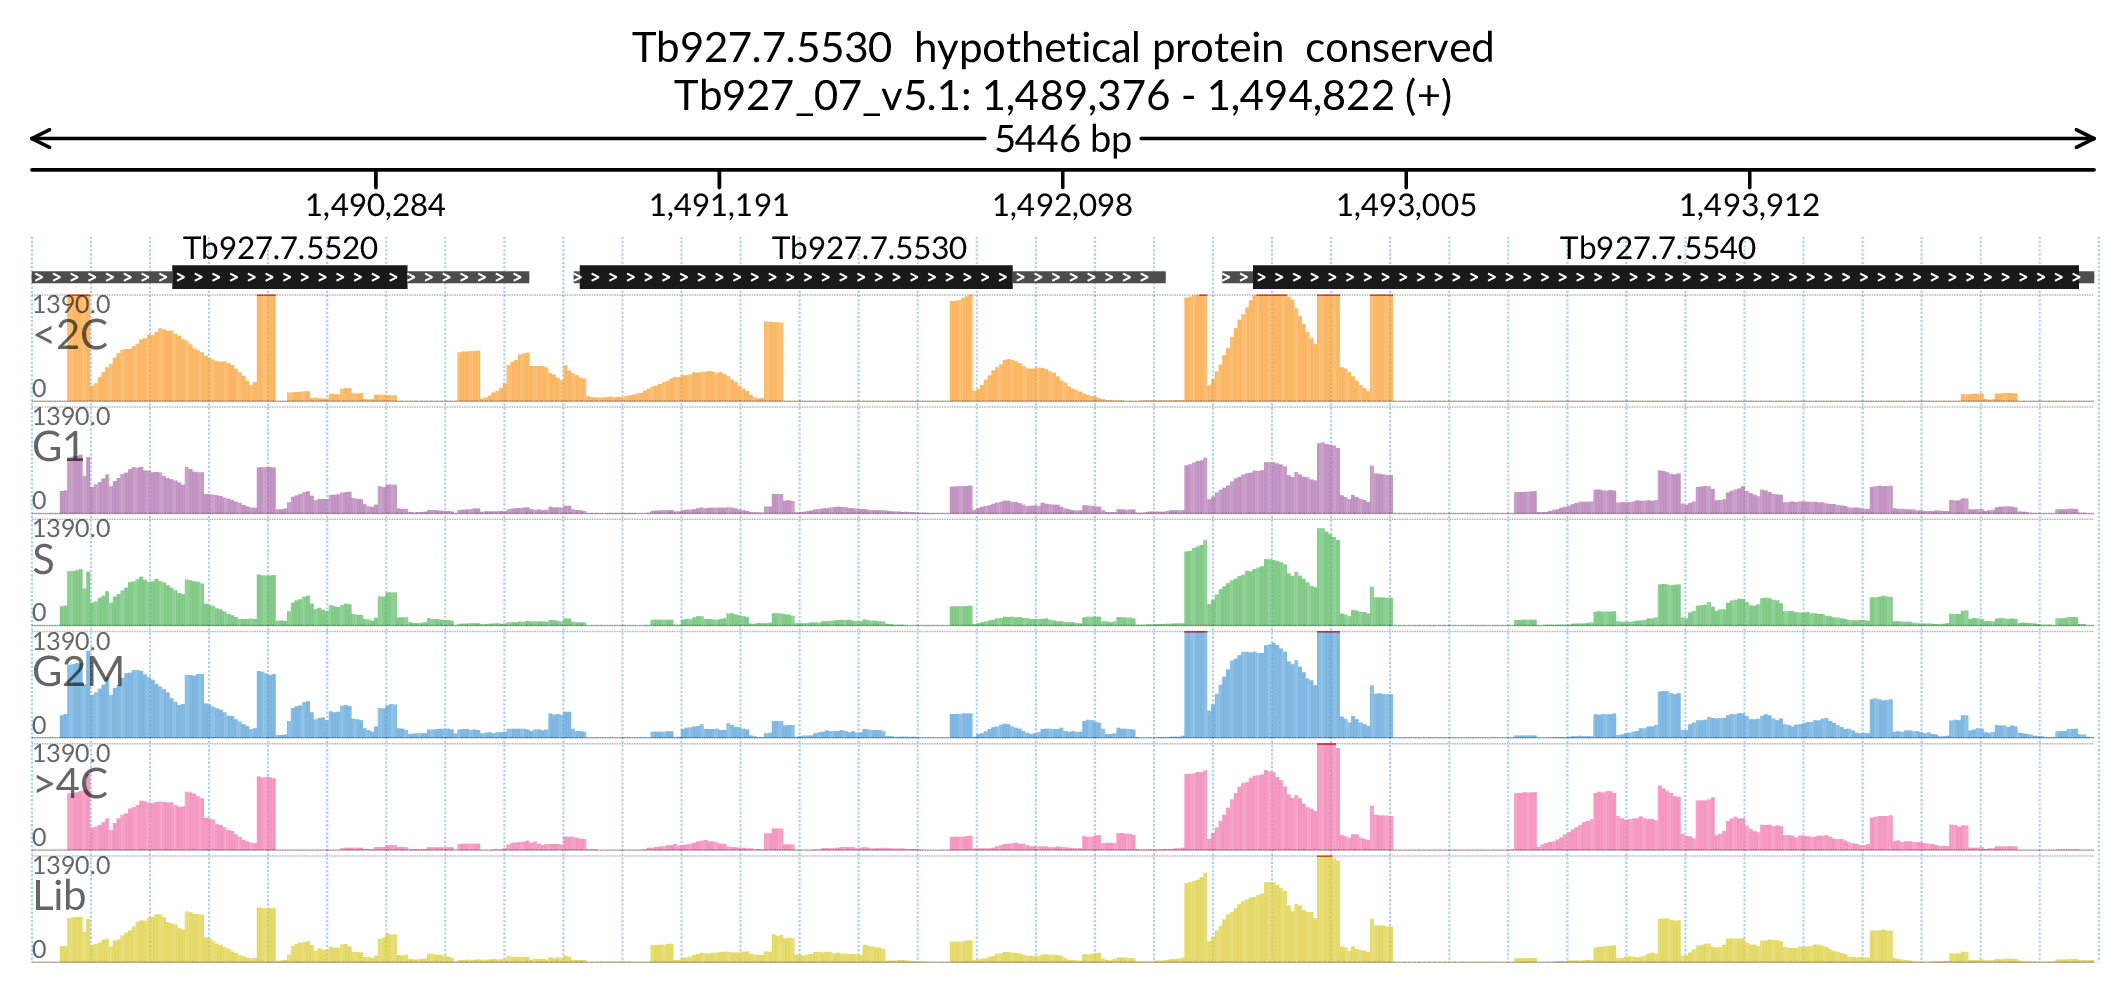 Tb927.7.5530 hypothetical protein conserved
Tb927_07_v5.1: 1,489,376 - 1,494,822 (+)
5446 bp
1,490,284 1,491,191 1,492,098 1,493,005 1,493,912
Tb927.7.5520 Tb927.7.5530 Tb927.7.5540
1390.0
<2C
0
1390.0
G1
0
1390.0
S
0
1390.0
G2M
0
1390.0
>4C
0
1390.0
Lib
0